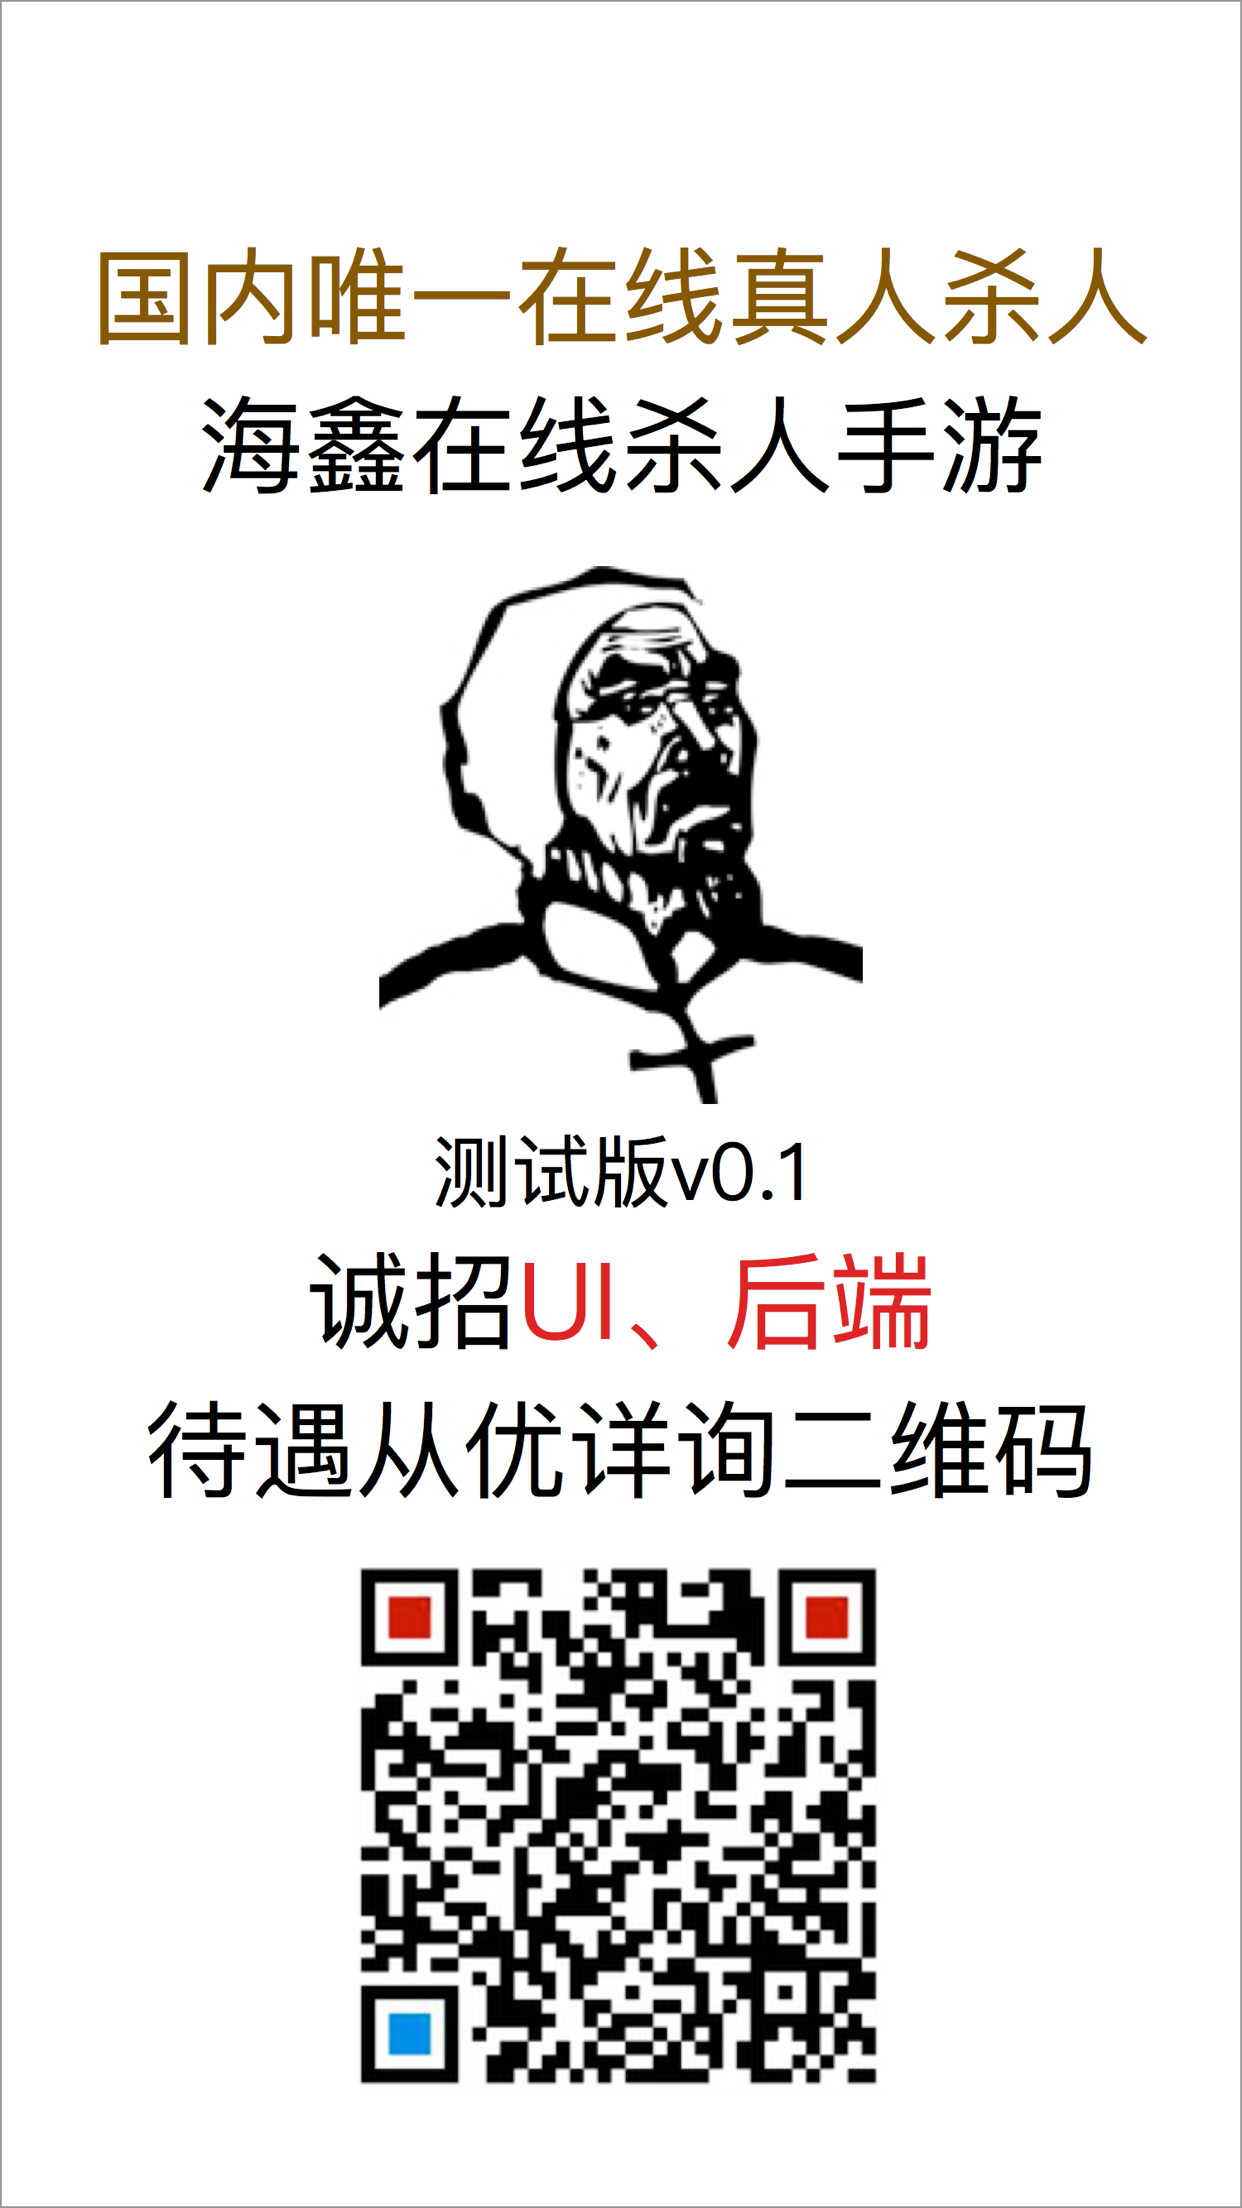 国内唯一在线真人杀人
海鑫在线杀人手游
测试版v0.1
诚招UI、后端
待遇从优详询二维码